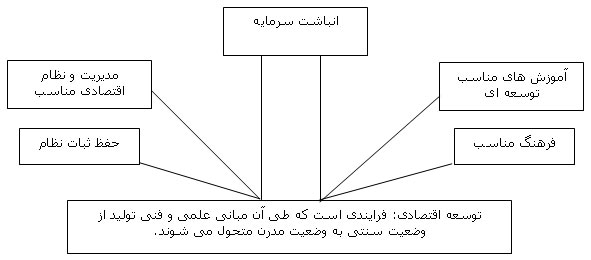 انباشت سرمایه
آموزش های مناسب
توسعه ای
مدیریت و نظام
اقتصادی مناسب
فرهنگ مناسب
حفظ ثبات نظام
توسعه اقتصادی: فرایندی است که طی آن مبانی علمی و فنی تولید از
وضعیت سنتی به وضعیت مدرن متحول می شوند.